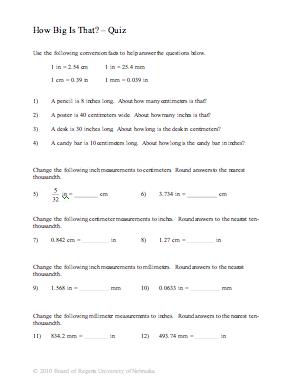 How Big Is That? – Quiz
Use the following conversion facts to help answer the questions below.
1 in = 2.54 cm 1 in = 25.4 mm
1 cm = 0.39 in 1 mm = 0.039 in
1) A pencil is 8 inches long. About how many centimeters is that?
2) A poster is 40 centimeters wide. About how many inches is that?
3) A desk is 30 inches long. About how long is the desk in centimeters?
4) A candy bar is 10 centimeters long. About how long is the candy bar in inches?
Change the following inch measurements to centimeters. Round answers to the nearest
thousandth.
5) 5/32 in = ________ cm 6) 3.734 in = __________ cm
Change the following centimeter measurements to inches. Round answers to the nearest ten-
thousandth.
7) 0.842 cm = _________ in 8) 1.27 cm = _________ in
Change the following inch measurements to millimeters. Round answers to the nearest
thousandth.
9) 1.568 in = __________ mm 10) 0.0633 in = __________ mm
Change the following millimeter measurements to inches. Round answers to the nearest ten-
thousandth.
11) 834.2 mm = __________ in 12) 493.74 mm = __________ in
© 2010 Board of Regents University of Nebraska